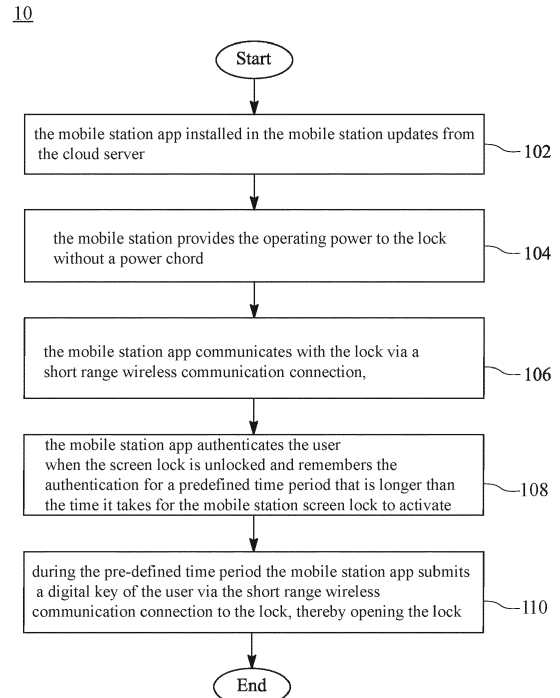 10
Start
the mobile station app installed in the mobile station updates from
the cloud server
102
the mobile station provides the operating power to the lock
without a power chord
104
the mobile station app communicates with the lock via a
short range wireless communication connection,
106
the mobile station app authenticates the user
when the screen lock is unlocked and remembers the
authentication for a predefined time period that is longer than
the time it takes for the mobile station screen lock to activate
108
during the pre-defined time period the mobile station app submits
a digital key of the user via the short range wireless
communication connection to the lock, thereby opening the lock
110
End